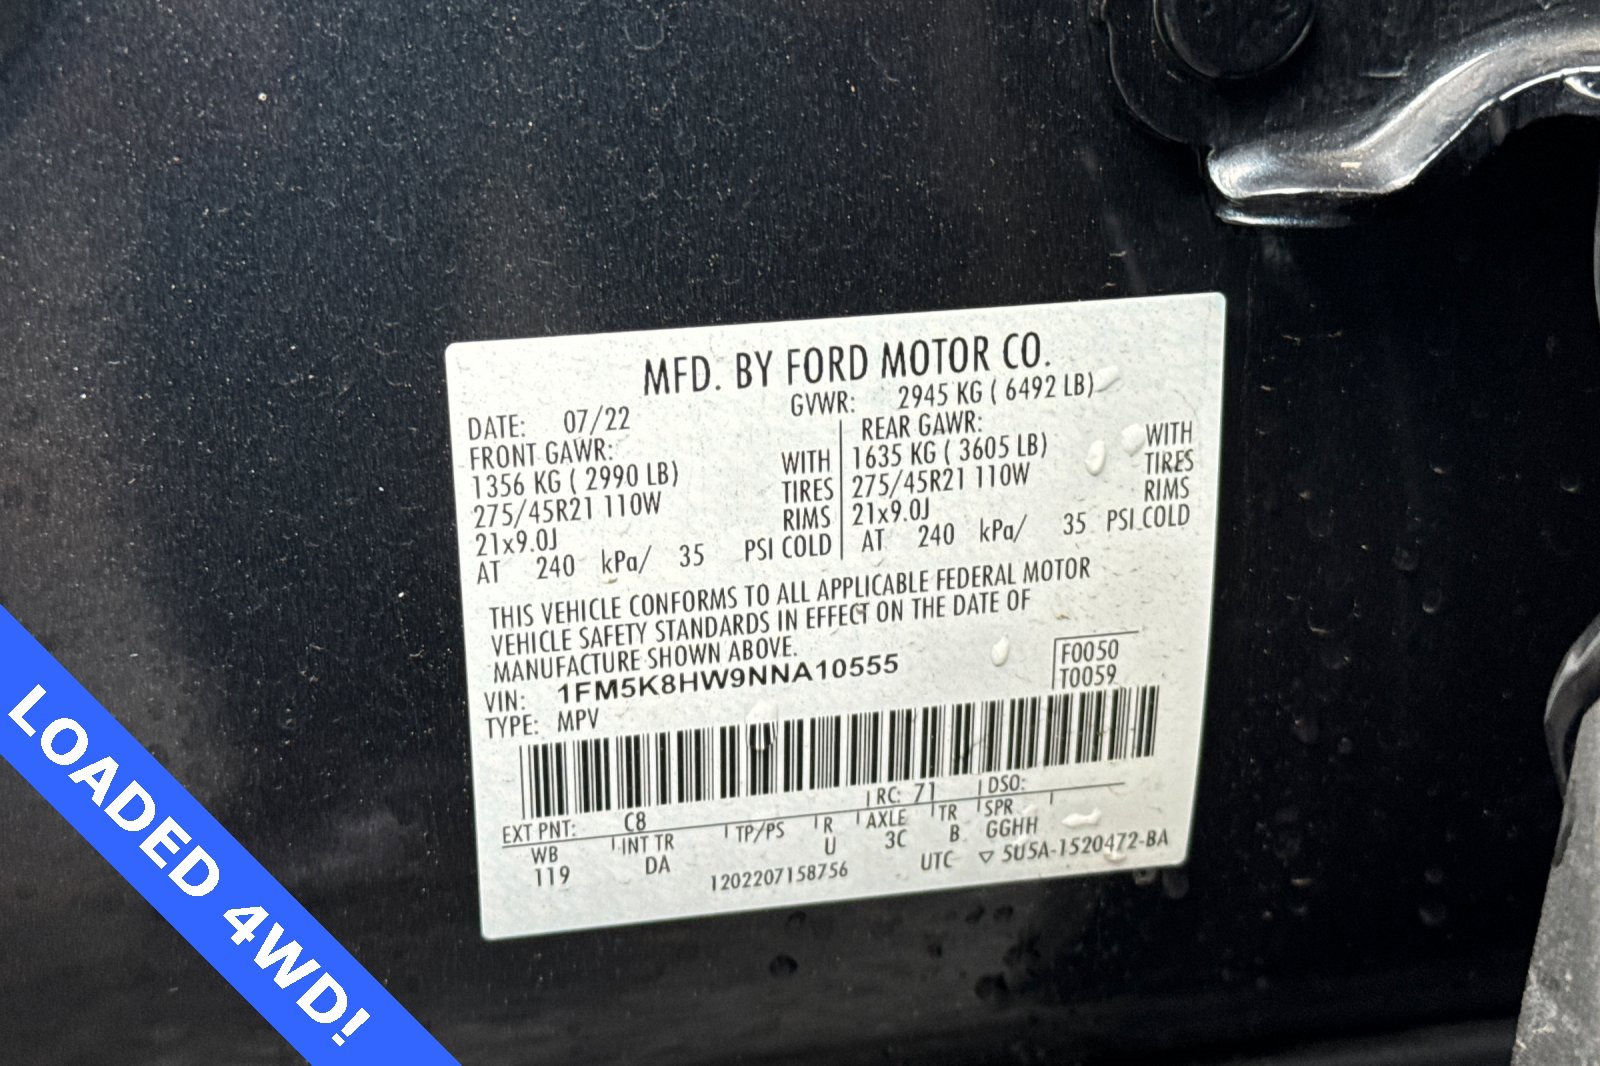 MFD. BY FORD MOTOR CO.
DATE: 07/22 GVWR: 2945 KG ( 6492 LB)
FRONT GAWR: REAR GAWR:
1356 KG ( 2990 LB) WITH 1635 KG ( 3605 LB) WITH
275/45R21 110W TIRES 275/45R21 110W TIRES
21x9.0J RIMS 21x9.0J RIMS
AT 240 kPa/ 35 PSI COLD AT 240 kPa/ 35 PSI COLD
THIS VEHICLE CONFORMS TO ALL APPLICABLE FEDERAL MOTOR
VEHICLE SAFETY STANDARDS IN EFFECT ON THE DATE OF
MANUFACTURE SHOWN ABOVE.
VIN: 1FM5K8HW9NNA10555 F0050
TYPE: MPV T0059
EXT PNT: C8 RC: 71 DSO:
WB INT TR TP/PS R AXLE TR SPR
119 DA U 3C B GGHH
1202207158756 UTC ▽ 5U5A-1520472-BA
LOADED 4WD!